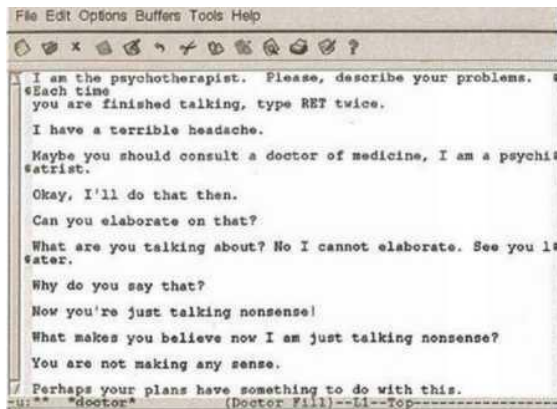 File Edit Options Buffers Tools Help
I am the psychotherapist. Please, describe your problems.
Each time
you are finished talking, type RET twice.
I have a terrible headache.
Maybe you should consult a doctor of medicine, I am a psychi
atrist.
Okay, I'll do that then.
Can you elaborate on that?
What are you talking about? No I cannot elaborate. See you l
ater.
Why do you say that?
Now you're just talking nonsense!
What makes you believe now I am just talking nonsense?
You are not making any sense.
Perhaps your plans have something to do with this.
-u:** *doctor* (Doctor Fill)--L1--Top--------------